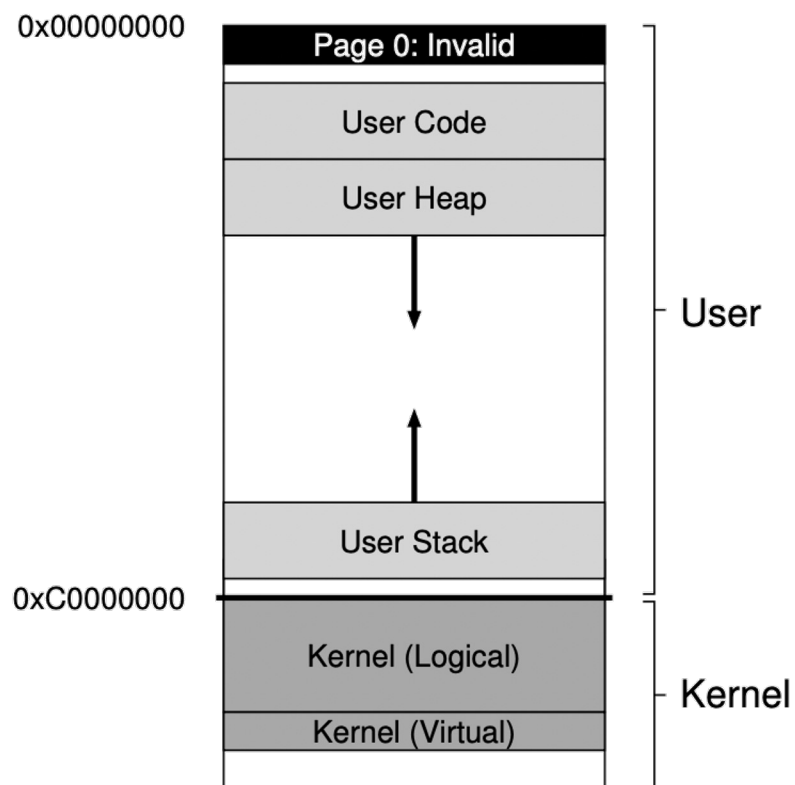 0x00000000
Page 0: Invalid
User Code
User Heap
User
User Stack
0xC0000000
Kernel (Logical)
Kernel
Kernel (Virtual)